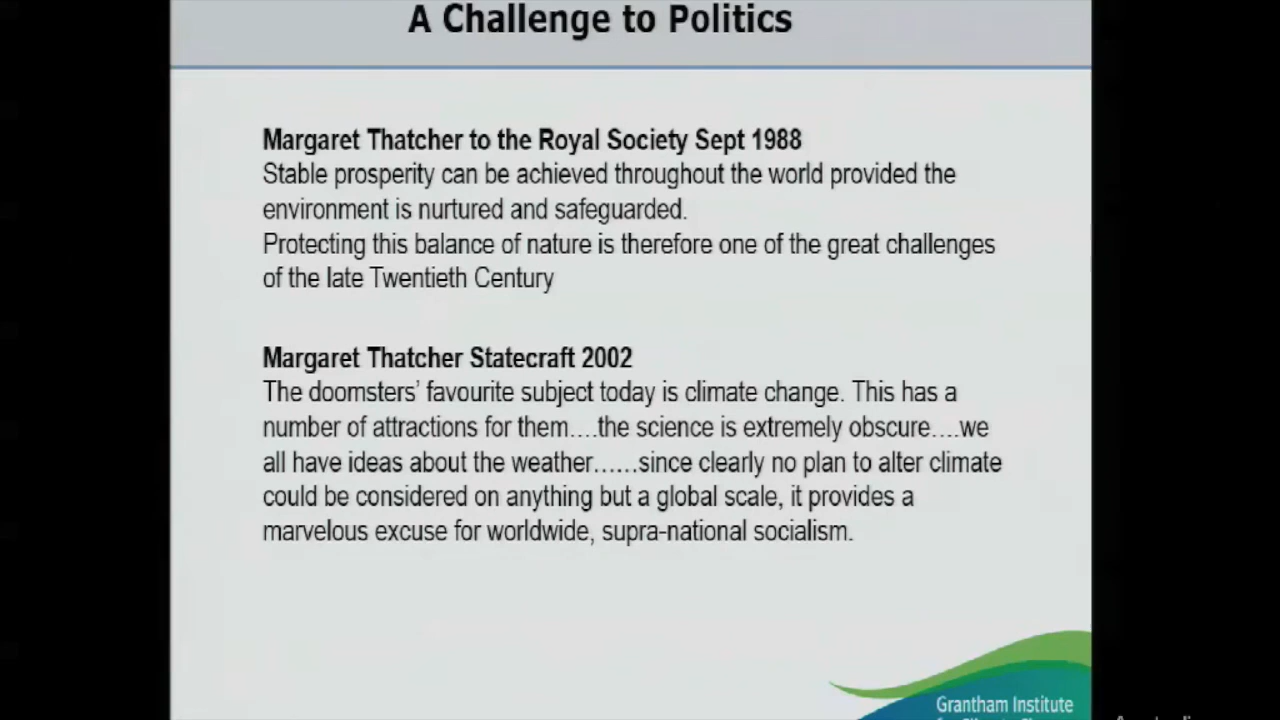 A Challenge to Politics
Margaret Thatcher to the Royal Society Sept 1988
Stable prosperity can be achieved throughout the world provided the
environment is nurtured and safeguarded.
Protecting this balance of nature is therefore one of the great challenges
of the late Twentieth Century
Margaret Thatcher Statecraft 2002
The doomsters’ favourite subject today is climate change. This has a
number of attractions for them….the science is extremely obscure….we
all have ideas about the weather……since clearly no plan to alter climate
could be considered on anything but a global scale, it provides a
marvelous excuse for worldwide, supra-national socialism.
Grantham Institute